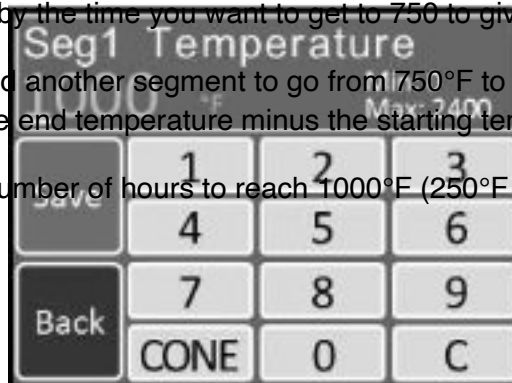 by the time you want to get to 750 to giv
Seg1 Temperature
d another segment to go from 750°F to
1000 °F
Max: 2400
e end temperature minus the starting ter
umber of hours to reach 1000°F (250°F
Save
1 2 3
4 5 6
Back
7 8 9
CONE 0 C